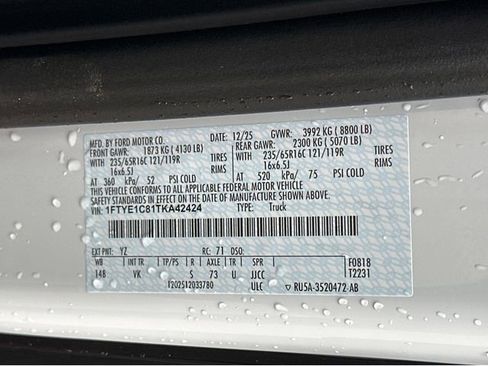 MFD. BY FORD MOTOR CO. DATE: 12/25 GVWR: 3992 KG ( 8800 LB)
FRONT GAWR: 1873 KG ( 4130 LB) REAR GAWR: 2300 KG ( 5070 LB)
235/65R16C 121/119R TIRES WITH 235/65R16C 121/119R TIRES
16x6.5J RIMS 16x6.5J RIMS
AT 360 kPa/ 52 PSI COLD AT 520 kPa/ 75 PSI COLD
THIS VEHICLE CONFORMS TO ALL APPLICABLE FEDERAL MOTOR VEHICLE
SAFETY STANDARDS IN EFFECT ON THE DATE OF MANUFACTURE SHOWN ABOVE.
VIN: 1FTYE1C81TKA42424 TYPE: Truck
EXT PNT: YZ RC: 71 DSO: F0818
WB INT TR TP/PS R AXLE TR SPR T2231
148 VK S 73 U JJCC
1202512033780 ULC ▽ RU5A-3520472-AB